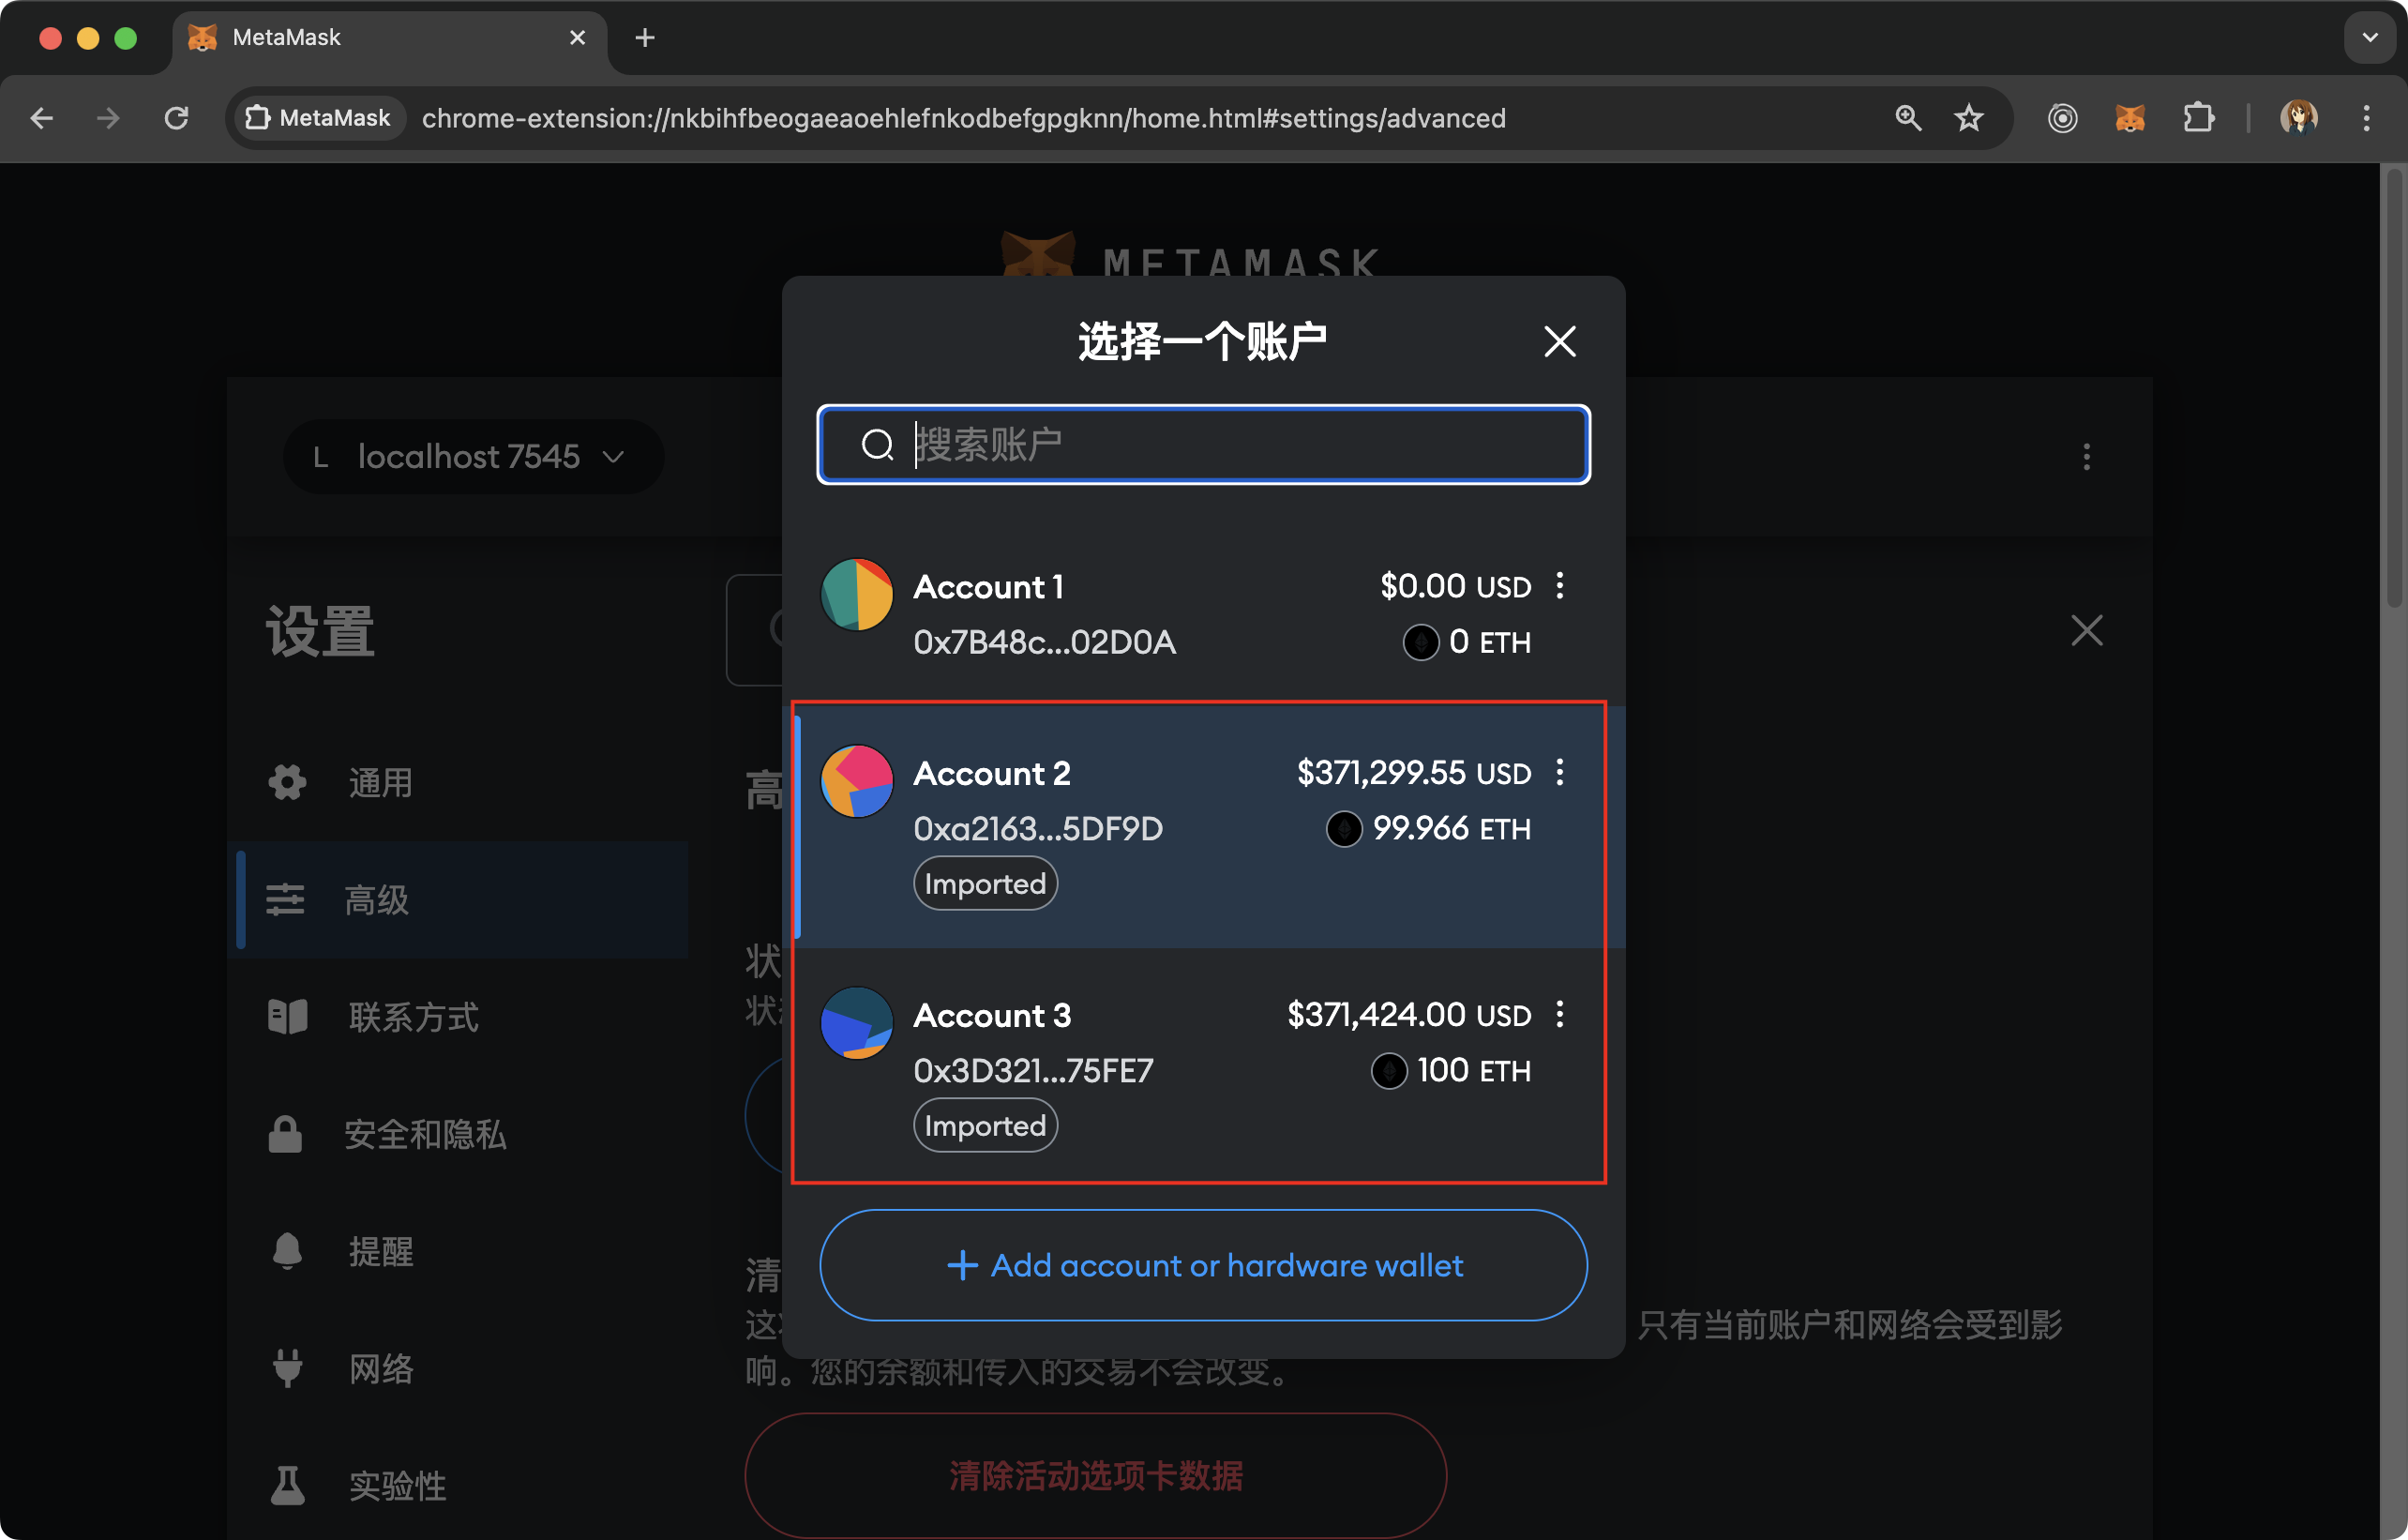 MetaMask
MetaMask
chrome-extension://nkbihfbeogaeaoehlefnkodbefgpgknn/home.html#settings/advanced
METAMASK
选择一个账户
搜索账户
L localhost 7545
设置
通用
高级
联系方式
安全和隐私
提醒
网络
实验性
Account 1
$0.00 USD
0x7B48c...02D0A
0 ETH
Account 2
$371,299.55 USD
0xa2163...5DF9D
99.966 ETH
Imported
Account 3
$371,424.00 USD
0x3D321...75FE7
100 ETH
Imported
Add account or hardware wallet
高
状
状
清
这
只有当前账户和网络会受到影
响。您的余额和传入的交易不会改变。
清除活动选项卡数据